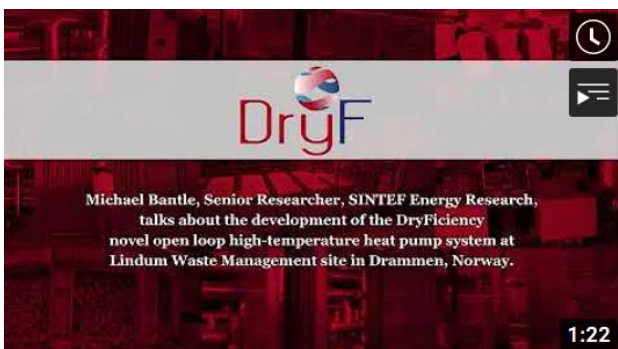 DryF
Michael Bantle, Senior Researcher, SINTEF Energy Research,
talks about the development of the DryFiciency
novel open loop high-temperature heat pump system at
Lindum Waste Management site in Drammen, Norway.
1:22